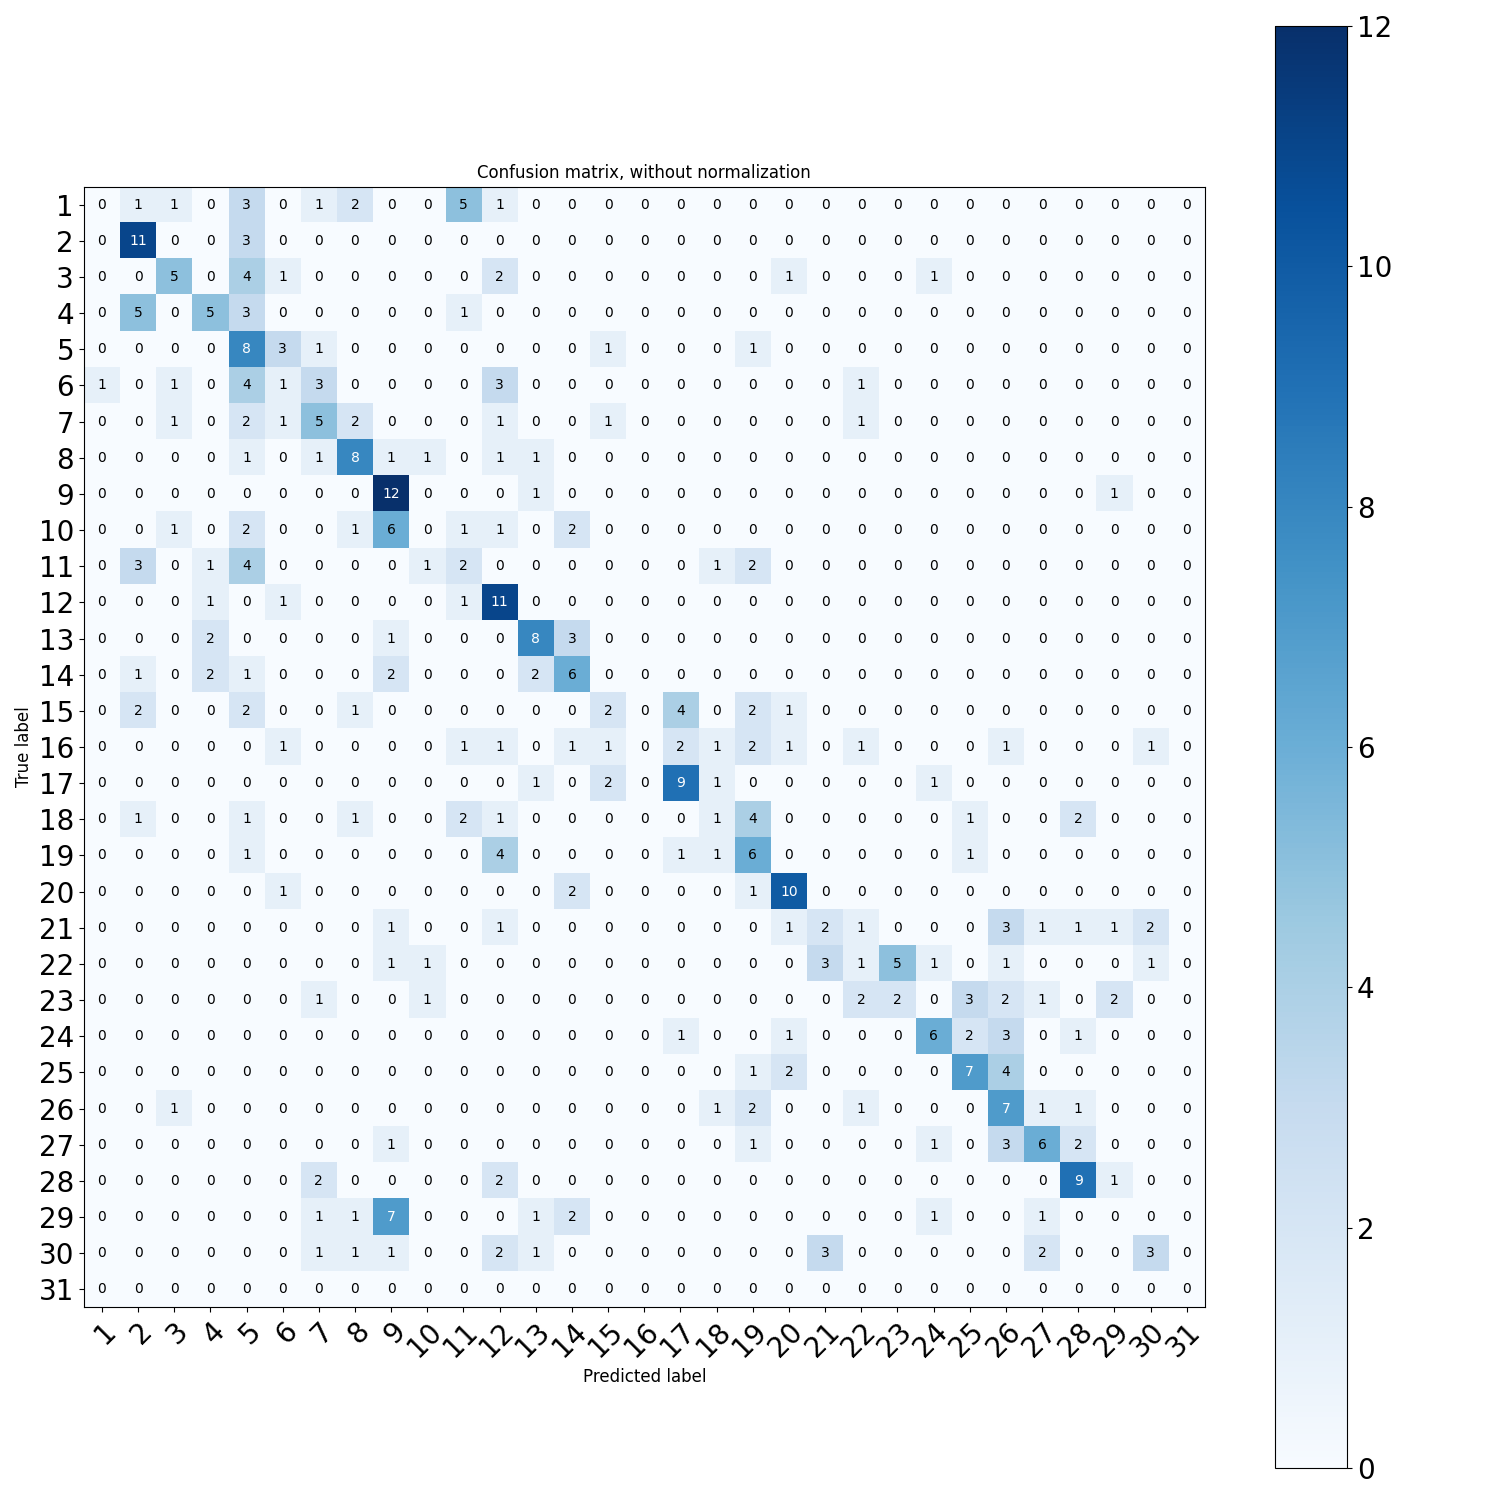 Confusion matrix, without normalization
1 0 1 1 0 3 0 1 2 0 0 5 1 0 0 0 0 0 0 0 0 0 0 0 0 0 0 0 0 0 0 0
2 0 11 0 0 3 0 0 0 0 0 0 0 0 0 0 0 0 0 0 0 0 0 0 0 0 0 0 0 0 0 0
3 0 0 5 0 4 1 0 0 0 0 0 2 0 0 0 0 0 0 0 1 0 0 0 1 0 0 0 0 0 0 0
4 0 5 0 5 3 0 0 0 0 0 1 0 0 0 0 0 0 0 0 0 0 0 0 0 0 0 0 0 0 0 0
5 0 0 0 0 8 3 1 0 0 0 0 0 0 0 1 0 0 0 1 0 0 0 0 0 0 0 0 0 0 0 0
6 1 0 1 0 4 1 3 0 0 0 0 3 0 0 0 0 0 0 0 0 0 1 0 0 0 0 0 0 0 0 0
7 0 0 1 0 2 1 5 2 0 0 0 1 0 0 1 0 0 0 0 0 0 1 0 0 0 0 0 0 0 0 0
8 0 0 0 0 1 0 1 8 1 1 0 1 1 0 0 0 0 0 0 0 0 0 0 0 0 0 0 0 0 0 0
9 0 0 0 0 0 0 0 0 12 0 0 0 1 0 0 0 0 0 0 0 0 0 0 0 0 0 0 0 1 0 0
10 0 0 1 0 2 0 0 1 6 0 1 1 0 2 0 0 0 0 0 0 0 0 0 0 0 0 0 0 0 0 0
11 0 3 0 1 4 0 0 0 0 1 2 0 0 0 0 0 0 1 2 0 0 0 0 0 0 0 0 0 0 0 0
12 0 0 0 1 0 1 0 0 0 0 1 11 0 0 0 0 0 0 0 0 0 0 0 0 0 0 0 0 0 0 0
13 0 0 0 2 0 0 0 0 1 0 0 0 8 3 0 0 0 0 0 0 0 0 0 0 0 0 0 0 0 0 0
14 0 1 0 2 1 0 0 0 2 0 0 0 2 6 0 0 0 0 0 0 0 0 0 0 0 0 0 0 0 0 0
15 0 2 0 0 2 0 0 1 0 0 0 0 0 0 2 0 4 0 2 1 0 0 0 0 0 0 0 0 0 0 0
16 0 0 0 0 0 1 0 0 0 0 1 1 0 1 1 0 2 1 2 1 0 1 0 0 0 1 0 0 0 1 0
17 0 0 0 0 0 0 0 0 0 0 0 0 1 0 2 0 9 1 0 0 0 0 0 1 0 0 0 0 0 0 0
18 0 1 0 0 1 0 0 1 0 0 2 1 0 0 0 0 0 1 4 0 0 0 0 0 1 0 0 2 0 0 0
19 0 0 0 0 1 0 0 0 0 0 0 4 0 0 0 0 1 1 6 0 0 0 0 0 1 0 0 0 0 0 0
20 0 0 0 0 0 1 0 0 0 0 0 0 0 2 0 0 0 0 1 10 0 0 0 0 0 0 0 0 0 0 0
21 0 0 0 0 0 0 0 0 1 0 0 1 0 0 0 0 0 0 0 1 2 1 0 0 0 3 1 1 1 2 0
22 0 0 0 0 0 0 0 0 1 1 0 0 0 0 0 0 0 0 0 0 3 1 5 1 0 1 0 0 0 1 0
23 0 0 0 0 0 0 1 0 0 1 0 0 0 0 0 0 0 0 0 0 0 2 2 0 3 2 1 0 2 0 0
24 0 0 0 0 0 0 0 0 0 0 0 0 0 0 0 0 1 0 0 1 0 0 0 6 2 3 0 1 0 0 0
25 0 0 0 0 0 0 0 0 0 0 0 0 0 0 0 0 0 0 1 2 0 0 0 0 7 4 0 0 0 0 0
26 0 0 1 0 0 0 0 0 0 0 0 0 0 0 0 0 0 1 2 0 0 1 0 0 0 7 1 1 0 0 0
27 0 0 0 0 0 0 0 0 1 0 0 0 0 0 0 0 0 0 1 0 0 0 0 1 0 3 6 2 0 0 0
28 0 0 0 0 0 0 2 0 0 0 0 2 0 0 0 0 0 0 0 0 0 0 0 0 0 0 0 9 1 0 0
29 0 0 0 0 0 0 1 1 7 0 0 0 1 2 0 0 0 0 0 0 0 0 0 1 0 0 1 0 0 0 0
30 0 0 0 0 0 0 1 1 1 0 0 2 1 0 0 0 0 0 0 0 3 0 0 0 0 0 2 0 0 3 0
31 0 0 0 0 0 0 0 0 0 0 0 0 0 0 0 0 0 0 0 0 0 0 0 0 0 0 0 0 0 0 0
1 2 3 4 5 6 7 8 9 10 11 12 13 14 15 16 17 18 19 20 21 22 23 24 25 26 27 28 29 30 31
Predicted label
True label
12
10
8
6
4
2
0